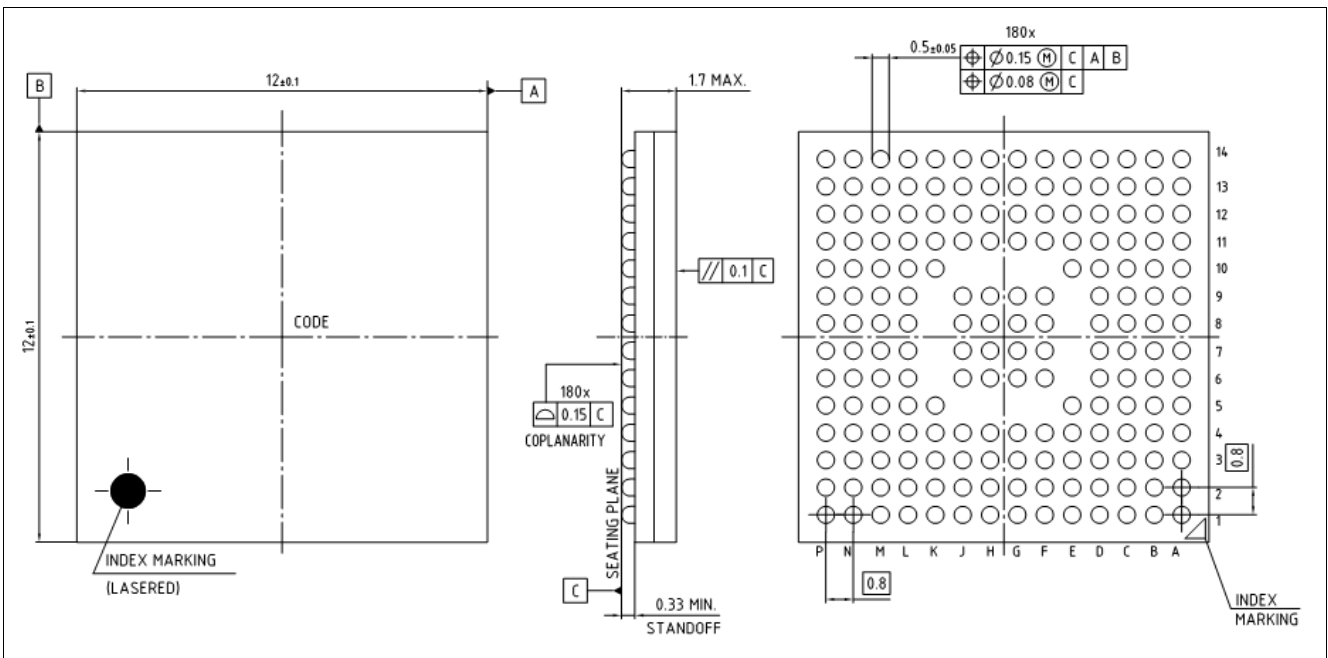 B
12±0.1
A
12±0.1
CODE
INDEX MARKING
(LASERED)
1.7 MAX.
// 0.1 C
180x
⌓ 0.15 C
COPLANARITY
SEATING PLANE
C
0.33 MIN.
STANDOFF
180x
0.5±0.05
⌖ ∅0.15 Ⓜ C A B
⌖ ∅0.08 Ⓜ C
14
13
12
11
10
9
8
7
6
5
4
3
2
1
0.8
P N M L K J H G F E D C B A
0.8
INDEX
MARKING